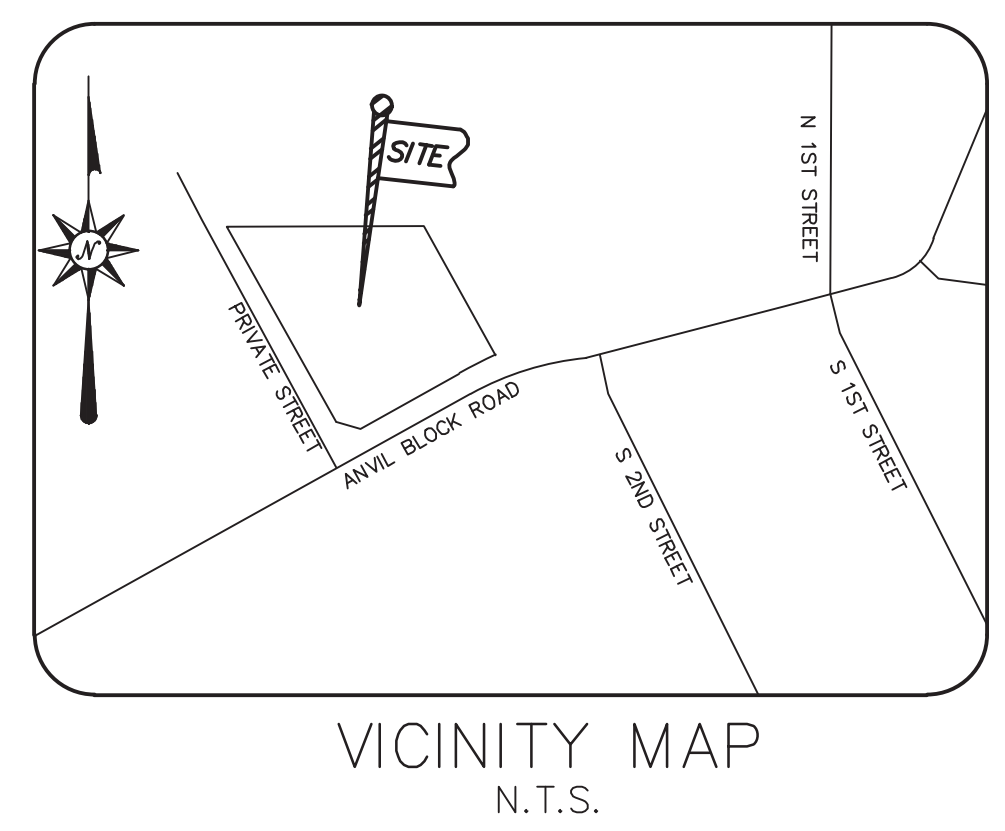 N 1ST STREET
SITE
N
PRIVATE STREET
ANVIL BLOCK ROAD
S 1ST STREET
S 2ND STREET
VICINITY MAP
N.T.S.